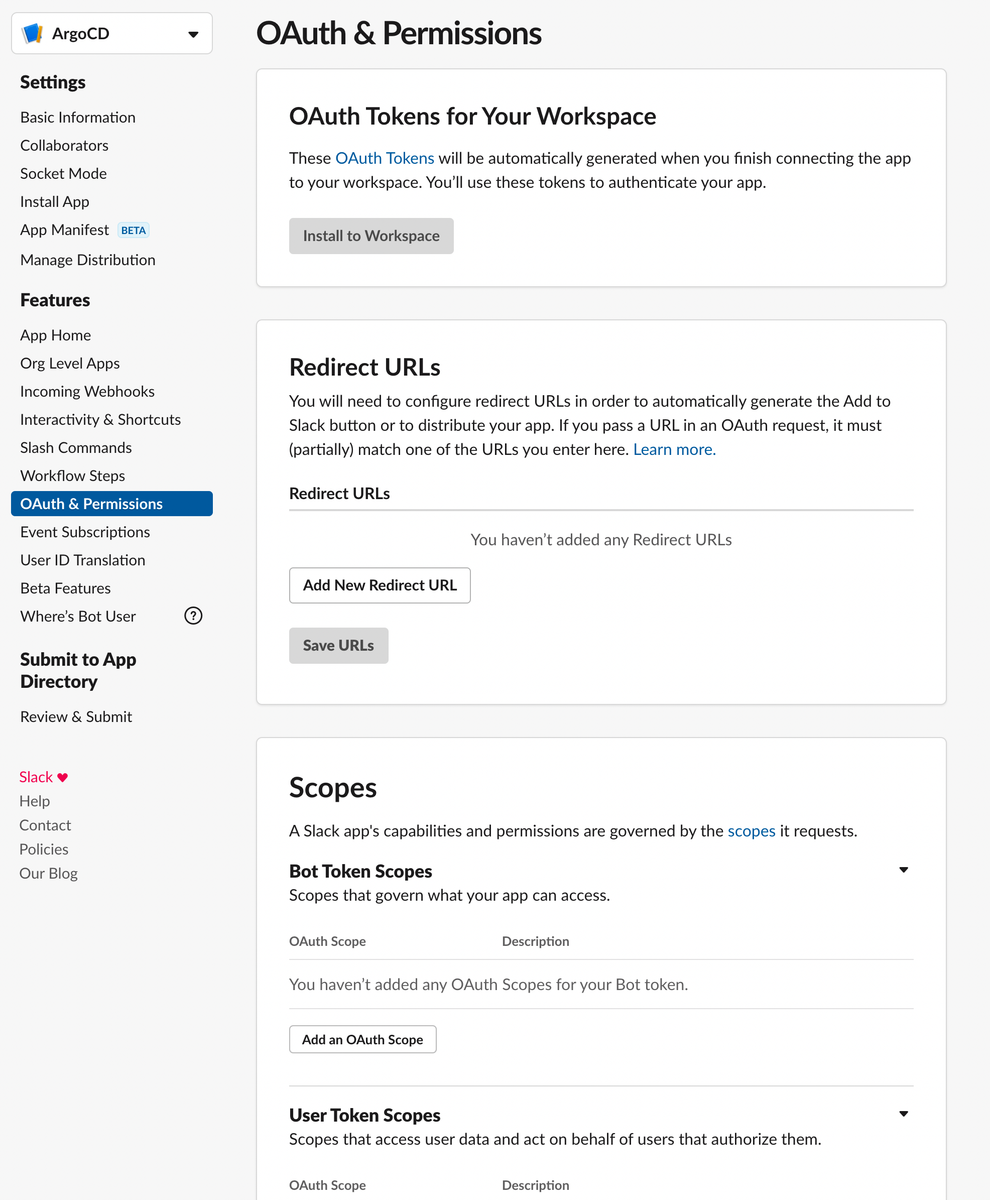 ArgoCD
Settings
Basic Information
Collaborators
Socket Mode
Install App
App Manifest BETA
Manage Distribution
Features
App Home
Org Level Apps
Incoming Webhooks
Interactivity & Shortcuts
Slash Commands
Workflow Steps
OAuth & Permissions
Event Subscriptions
User ID Translation
Beta Features
Where’s Bot User ?
Submit to App
Directory
Review & Submit
Slack ♥
Help
Contact
Policies
Our Blog
OAuth & Permissions
OAuth Tokens for Your Workspace
These OAuth Tokens will be automatically generated when you finish connecting the app
to your workspace. You’ll use these tokens to authenticate your app.
Install to Workspace
Redirect URLs
You will need to configure redirect URLs in order to automatically generate the Add to
Slack button or to distribute your app. If you pass a URL in an OAuth request, it must
(partially) match one of the URLs you enter here. Learn more.
Redirect URLs
You haven’t added any Redirect URLs
Add New Redirect URL
Save URLs
Scopes
A Slack app's capabilities and permissions are governed by the scopes it requests.
Bot Token Scopes
Scopes that govern what your app can access.
OAuth Scope Description
You haven’t added any OAuth Scopes for your Bot token.
Add an OAuth Scope
User Token Scopes
Scopes that access user data and act on behalf of users that authorize them.
OAuth Scope Description